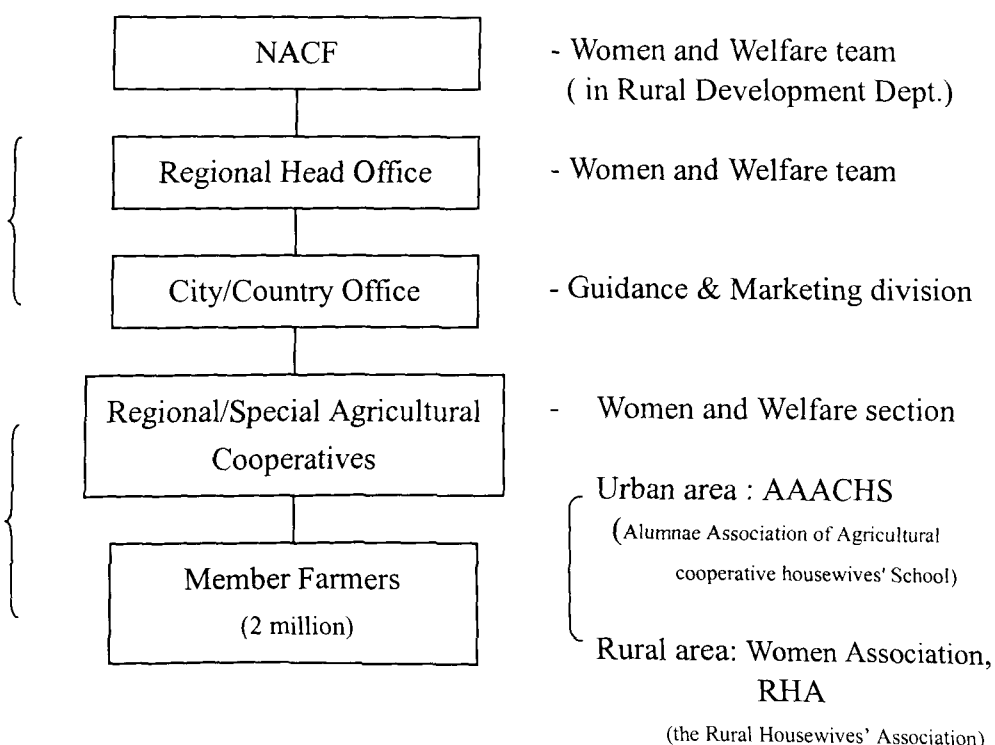 NACF
- Women and Welfare team
( in Rural Development Dept.)
Regional Head Office
- Women and Welfare team
City/Country Office
- Guidance & Marketing division
Regional/Special Agricultural
Cooperatives
- Women and Welfare section
Urban area : AAACHS
(Alumnae Association of Agricultural
cooperative housewives' School)
Member Farmers
(2 million)
Rural area: Women Association,
RHA
(the Rural Housewives' Association)